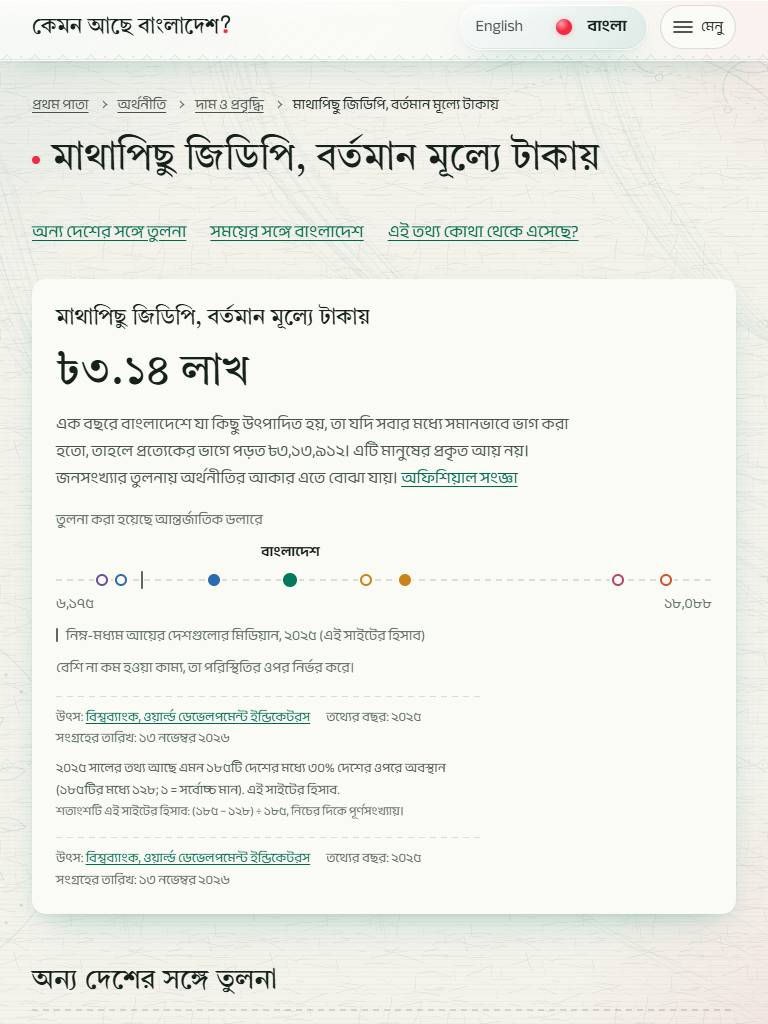 কেমন আছে বাংলাদেশ?
English
বাংলা
মেনু
প্রথম পাতা > অর্থনীতি > দাম ও প্রবৃদ্ধি > মাথাপিছু জিডিপি, বর্তমান মূল্যে টাকায়
মাথাপিছু জিডিপি, বর্তমান মূল্যে টাকায়
অন্য দেশের সঙ্গে তুলনা
সময়ের সঙ্গে বাংলাদেশ
এই তথ্য কোথা থেকে এসেছে?
মাথাপিছু জিডিপি, বর্তমান মূল্যে টাকায়
৳৩.১৪ লাখ
এক বছরে বাংলাদেশে যা কিছু উৎপাদিত হয়, তা যদি সবার মধ্যে সমানভাবে ভাগ করা
হতো, তাহলে প্রত্যেকের ভাগে পড়ত ৳৩,১৩,৯১২। এটি মানুষের প্রকৃত আয় নয়।
জনসংখ্যার তুলনায় অর্থনীতির আকার এতে বোঝা যায়। অফিশিয়াল সংজ্ঞা
তুলনা করা হয়েছে আন্তর্জাতিক ডলারে
বাংলাদেশ
৬,১৭৫
১৮,০৮৮
নিম্ন-মধ্যম আয়ের দেশগুলোর মিডিয়ান, ২০২৫ (এই সাইটের হিসাব)
বেশি না কম হওয়া কাম্য, তা পরিস্থিতির ওপর নির্ভর করে।
উৎস: বিশ্বব্যাংক, ওয়ার্ল্ড ডেভেলপমেন্ট ইন্ডিকেটরস তথ্যের বছর: ২০২৫
সংগ্রহের তারিখ: ১৩ নভেম্বর ২০২৬
২০২৫ সালের তথ্য আছে এমন ১৮৫টি দেশের মধ্যে ৩০% দেশের ওপরে অবস্থান
(১৮৫টির মধ্যে ১২৮; ১ = সর্বোচ্চ মান). এই সাইটের হিসাব.
শতাংশটি এই সাইটের হিসাব: (১৮৫ − ১২৮) ÷ ১৮৫, নিচের দিকে পূর্ণসংখ্যায়।
উৎস: বিশ্বব্যাংক, ওয়ার্ল্ড ডেভেলপমেন্ট ইন্ডিকেটরস তথ্যের বছর: ২০২৫
সংগ্রহের তারিখ: ১৩ নভেম্বর ২০২৬
অন্য দেশের সঙ্গে তুলনা